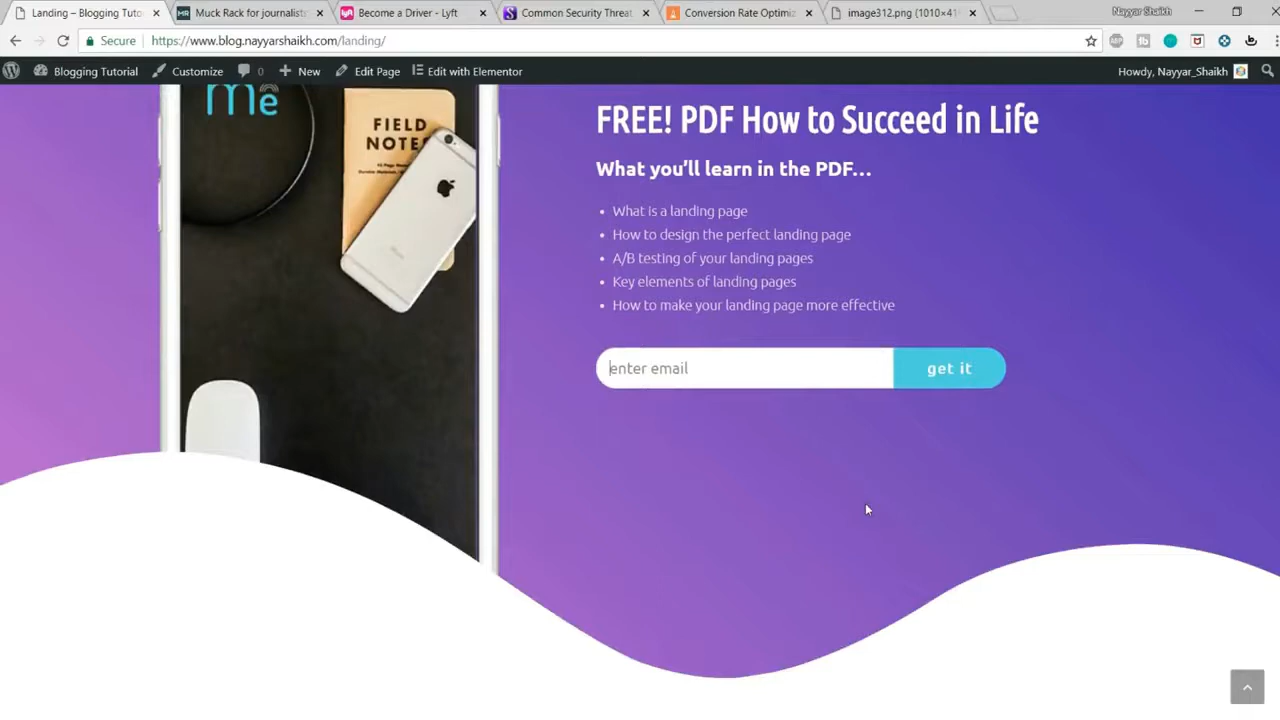 Landing – Blogging Tuto
Muck Rack for journalist
Become a Driver - Lyft
Common Security Threat
Conversion Rate Optimiz
image312.png (1010×41
Nayyar Shaikh
Secure
https://www.blog.nayyarshaikh.com/landing/
Blogging Tutorial
Customize
0
New
Edit Page
Edit with Elementor
Howdy, Nayyar_Shaikh
me
FIELD
NOTE
iPhone
FREE! PDF How to Succeed in Life
What you’ll learn in the PDF...
• What is a landing page
• How to design the perfect landing page
• A/B testing of your landing pages
• Key elements of landing pages
• How to make your landing page more effective
enter email
get it